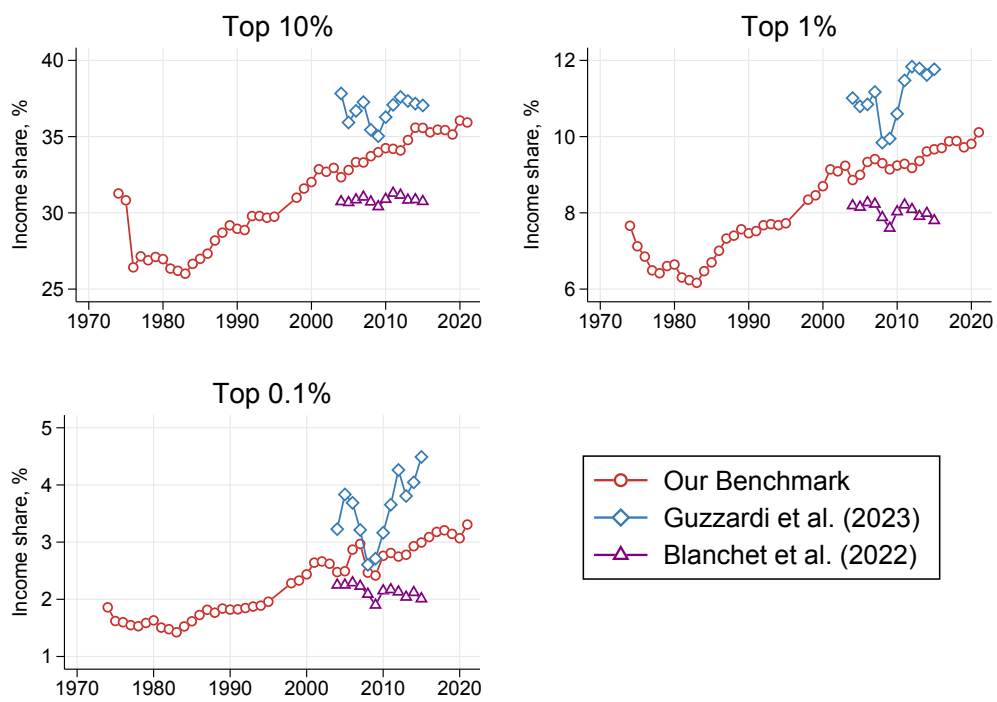 Top 10%
Income share, %
40
35
30
25
1970 1980 1990 2000 2010 2020
Top 1%
Income share, %
12
10
8
6
1970 1980 1990 2000 2010 2020
Top 0.1%
Income share, %
5
4
3
2
1
1970 1980 1990 2000 2010 2020
Our Benchmark
Guzzardi et al. (2023)
Blanchet et al. (2022)